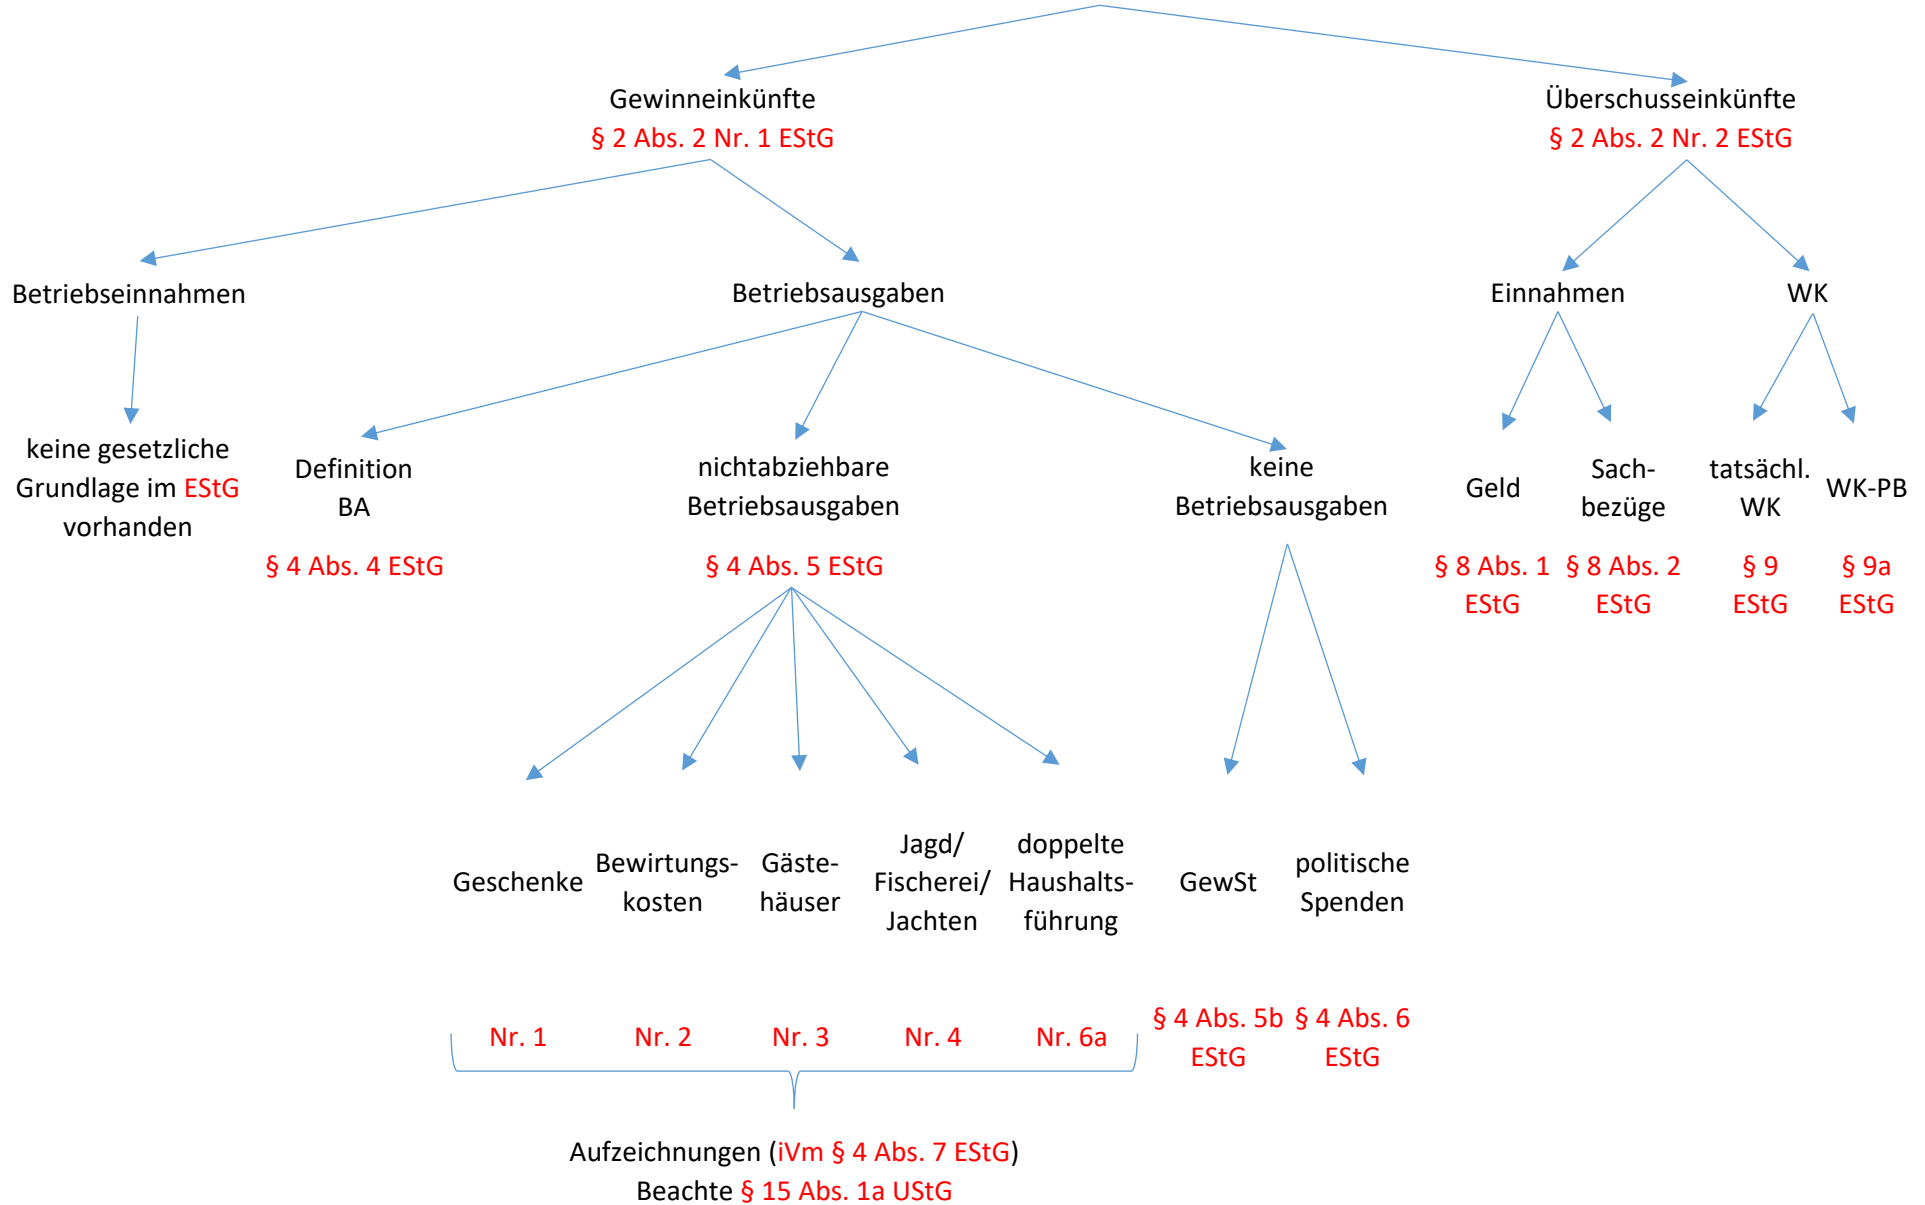 Gewinneinkünfte
§ 2 Abs. 2 Nr. 1 EStG
Überschusseinkünfte
§ 2 Abs. 2 Nr. 2 EStG
Betriebseinnahmen
Betriebsausgaben
Einnahmen
WK
keine gesetzliche
Grundlage im EStG
vorhanden
Definition
BA
§ 4 Abs. 4 EStG
nichtabziehbare
Betriebsausgaben
§ 4 Abs. 5 EStG
keine
Betriebsausgaben
Geld
§ 8 Abs. 1
EStG
Sach-
bezüge
§ 8 Abs. 2
EStG
tatsächl.
WK
§ 9
EStG
WK-PB
§ 9a
EStG
Geschenke
Bewirtungs-
kosten
Gäste-
häuser
Jagd/
Fischerei/
Jachten
doppelte
Haushalts-
führung
GewSt
politische
Spenden
Nr. 1
Nr. 2
Nr. 3
Nr. 4
Nr. 6a
§ 4 Abs. 5b
EStG
§ 4 Abs. 6
EStG
Aufzeichnungen (iVm § 4 Abs. 7 EStG)
Beachte § 15 Abs. 1a UStG